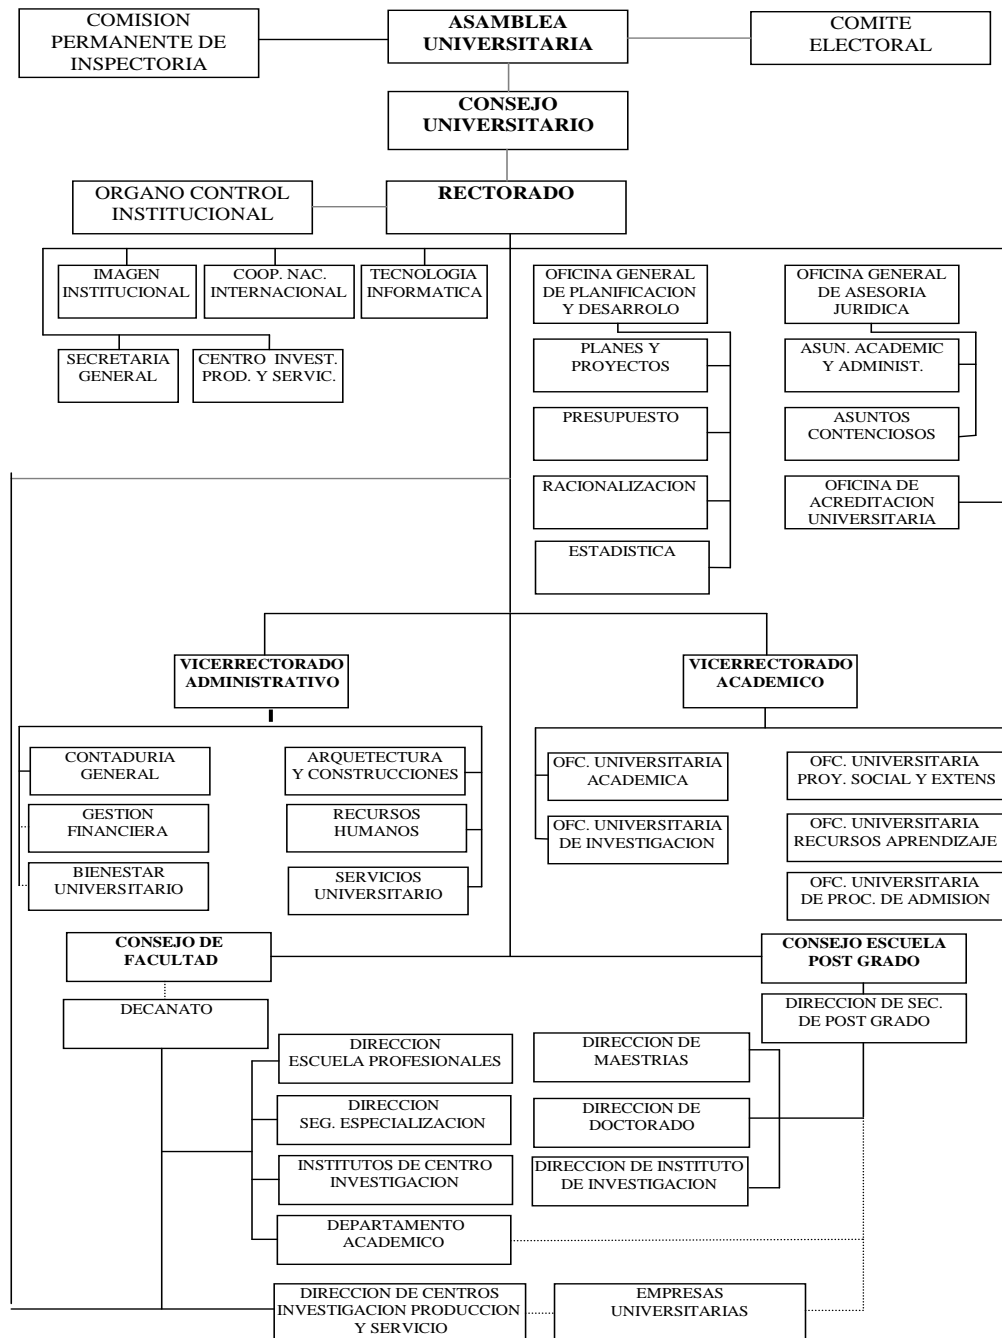 COMISION
PERMANENTE DE
INSPECTORIA
ASAMBLEA
UNIVERSITARIA
COMITE
ELECTORAL
CONSEJO
UNIVERSITARIO
ORGANO CONTROL
INSTITUCIONAL
RECTORADO
IMAGEN
INSTITUCIONAL
COOP. NAC.
INTERNACIONAL
TECNOLOGIA
INFORMATICA
OFICINA GENERAL
DE PLANIFICACION
Y DESARROLO
OFICINA GENERAL
DE ASESORIA
JURIDICA
SECRETARIA
GENERAL
CENTRO INVEST.
PROD. Y SERVIC.
PLANES Y
PROYECTOS
ASUN. ACADEMIC
Y ADMINIST.
PRESUPUESTO
ASUNTOS
CONTENCIOSOS
RACIONALIZACION
OFICINA DE
ACREDITACION
UNIVERSITARIA
ESTADISTICA
VICERRECTORADO
ADMINISTRATIVO
VICERRECTORADO
ACADEMICO
CONTADURIA
GENERAL
ARQUETECTURA
Y CONSTRUCCIONES
OFC. UNIVERSITARIA
ACADEMICA
OFC. UNIVERSITARIA
PROY. SOCIAL Y EXTENS
GESTION
FINANCIERA
RECURSOS
HUMANOS
OFC. UNIVERSITARIA
DE INVESTIGACION
OFC. UNIVERSITARIA
RECURSOS APRENDIZAJE
BIENESTAR
UNIVERSITARIO
SERVICIOS
UNIVERSITARIO
OFC. UNIVERSITARIA
DE PROC. DE ADMISION
CONSEJO DE
FACULTAD
CONSEJO ESCUELA
POST GRADO
DECANATO
DIRECCION DE SEC.
DE POST GRADO
DIRECCION
ESCUELA PROFESIONALES
DIRECCION DE
MAESTRIAS
DIRECCION
SEG. ESPECIALIZACION
DIRECCION DE
DOCTORADO
INSTITUTOS DE CENTRO
INVESTIGACION
DIRECCION DE INSTITUTO
DE INVESTIGACION
DEPARTAMENTO
ACADEMICO
DIRECCION DE CENTROS
INVESTIGACION PRODUCCION
Y SERVICIO
EMPRESAS
UNIVERSITARIAS